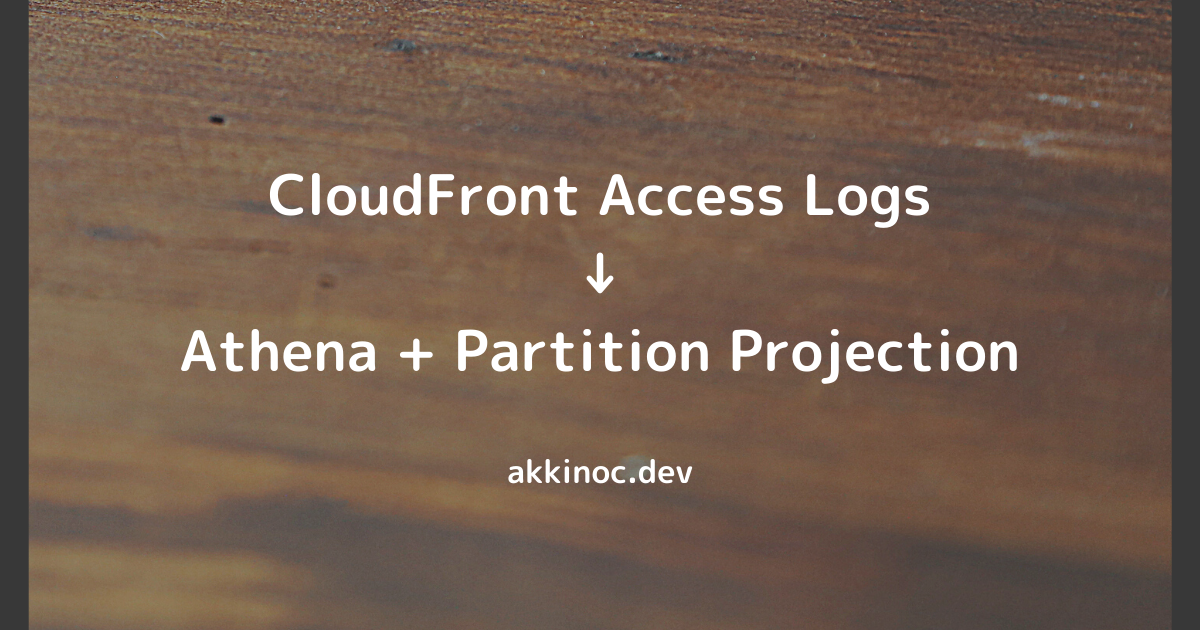 CloudFront Access Logs
↓
Athena + Partition Projection
akkinoc.dev